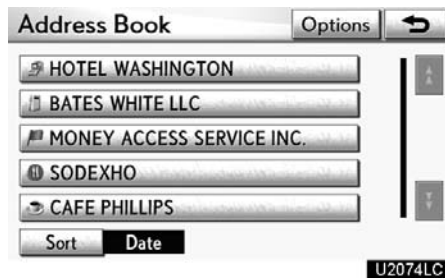 Address Book Options
HOTEL WASHINGTON
BATES WHITE LLC
MONEY ACCESS SERVICE INC.
SODEXHO
CAFE PHILLIPS
Sort Date
U2074LC